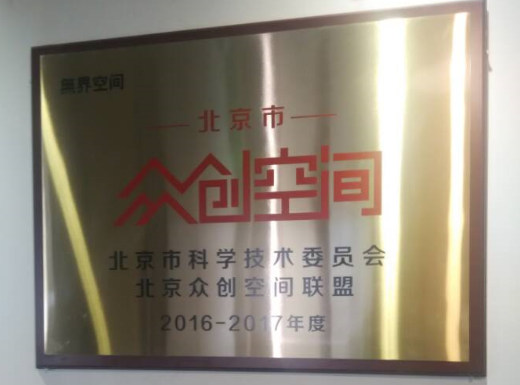 無界空间
北京市
众创空间
北京市科学技术委员会
北京众创空间联盟
2016-2017年度